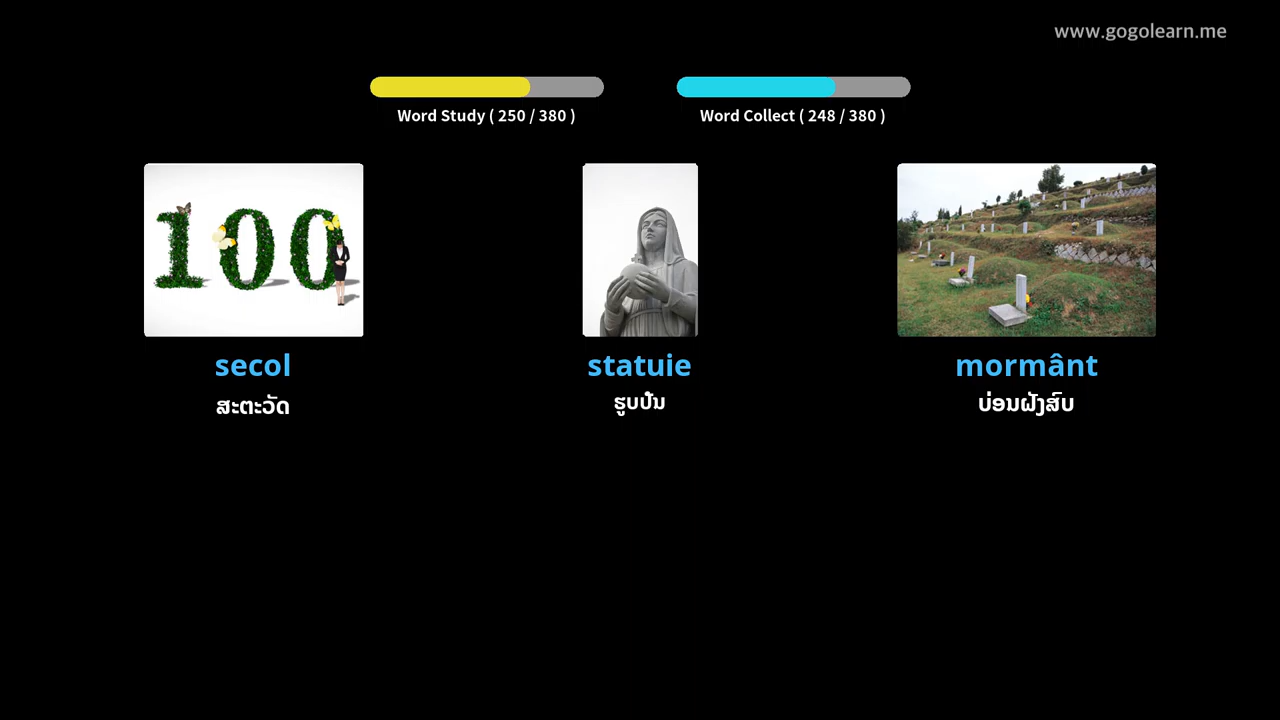 www.gogolearn.me
Word Study ( 250 / 380 )
Word Collect ( 248 / 380 )
100
secol
statuie
mormânt
ສະຕະວັດ
ຮູບປັ້ນ
ບ່ອນຝັງສົບ